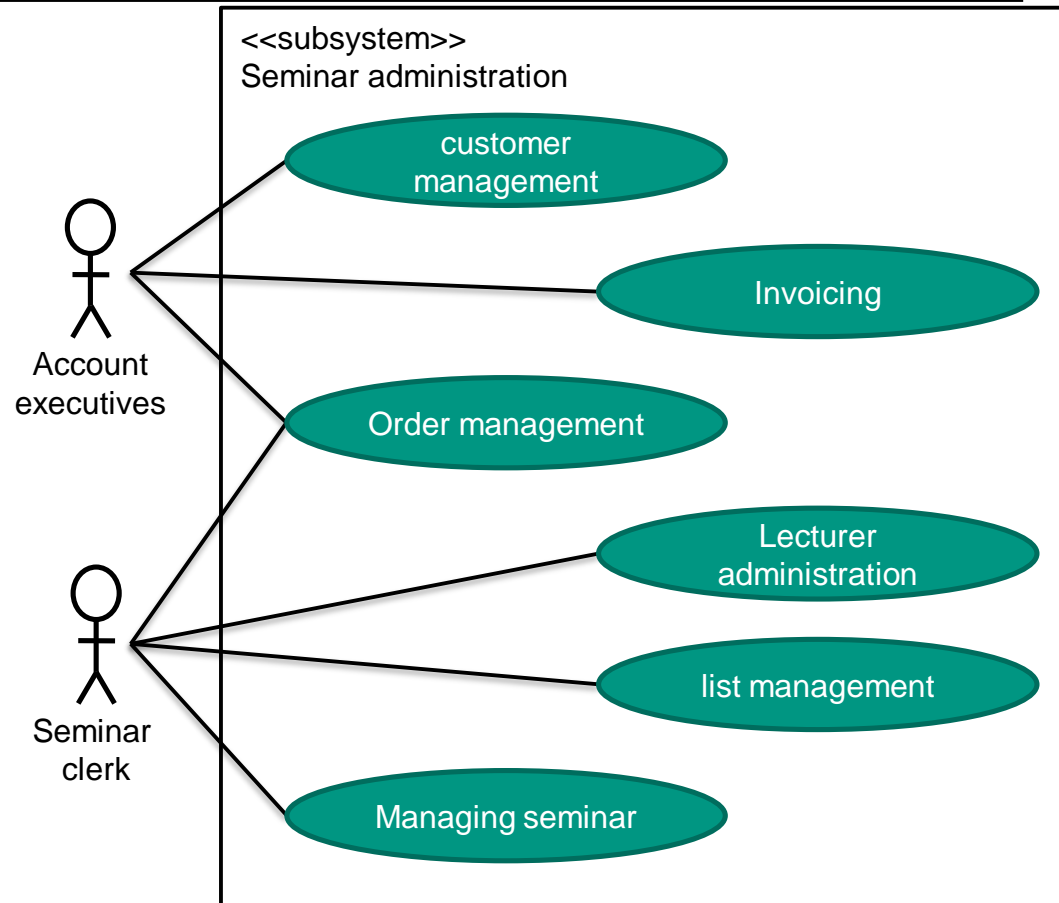 <<subsystem>>
Seminar administration
customer
management
Invoicing
Account
executives
Order management
Lecturer
administration
list management
Seminar
clerk
Managing seminar